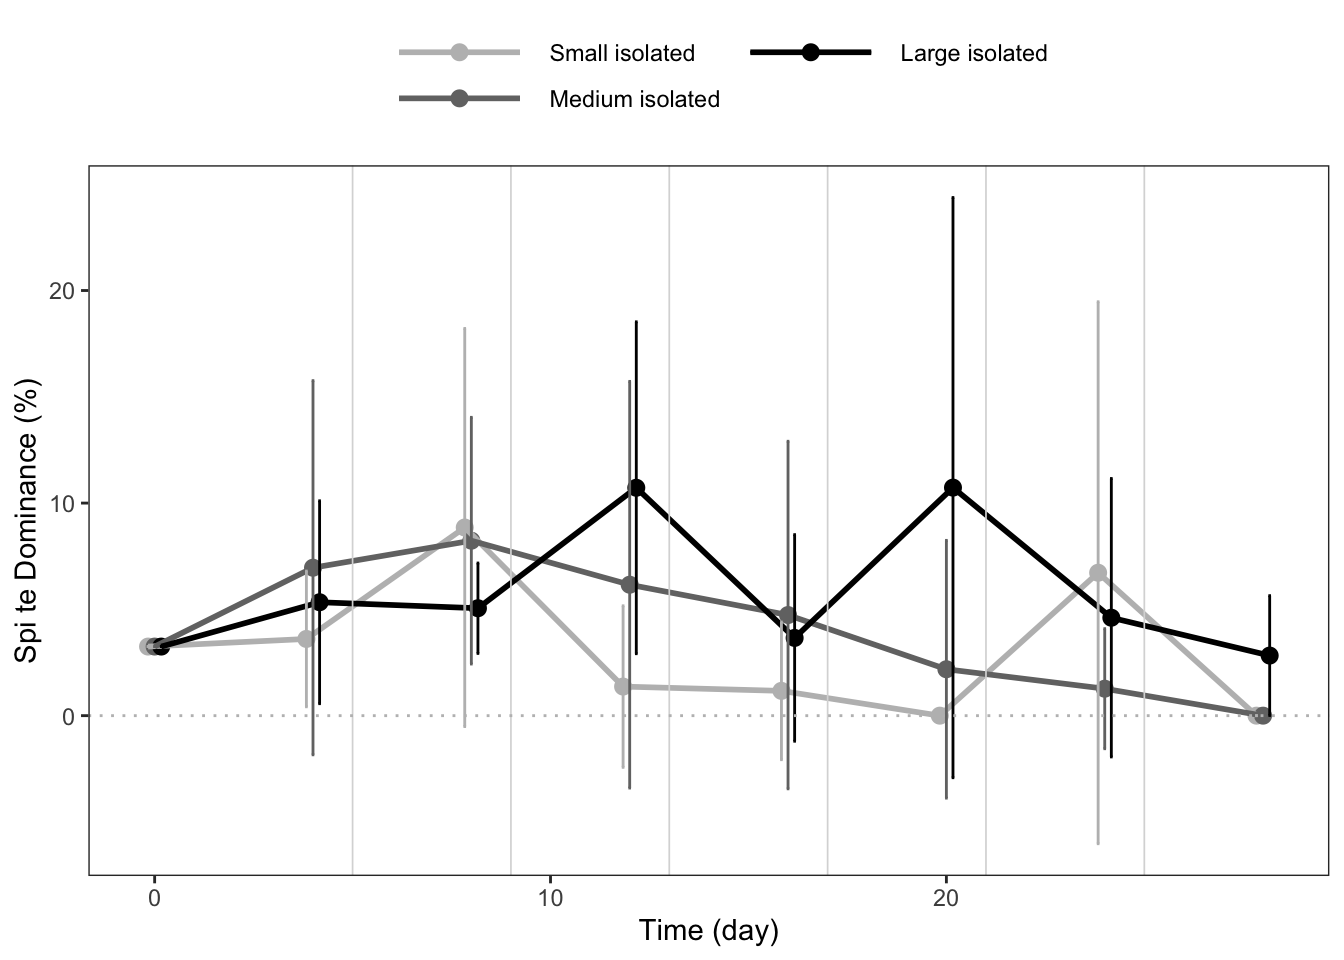 Small isolated
Large isolated
Medium isolated
Spi te Dominance (%)
20
10
0
0
10
20
Time (day)